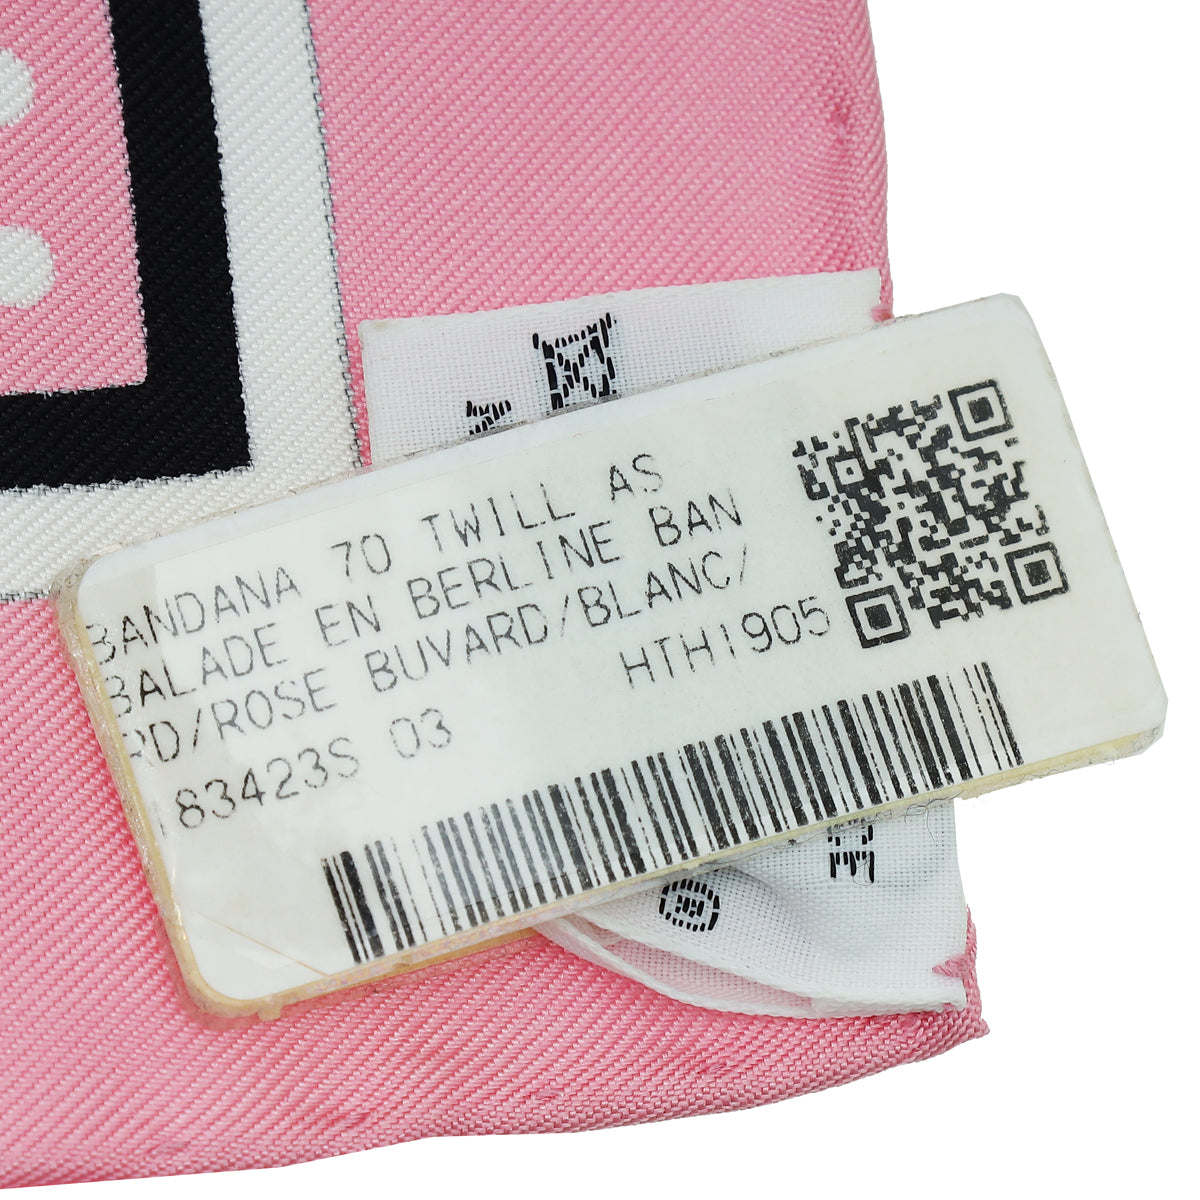 BANDANA 70 TWILL AS
BALADE EN BERLINE BAN
RD/ROSE BUVARD/BLANC/
HTH1905
183423S 03